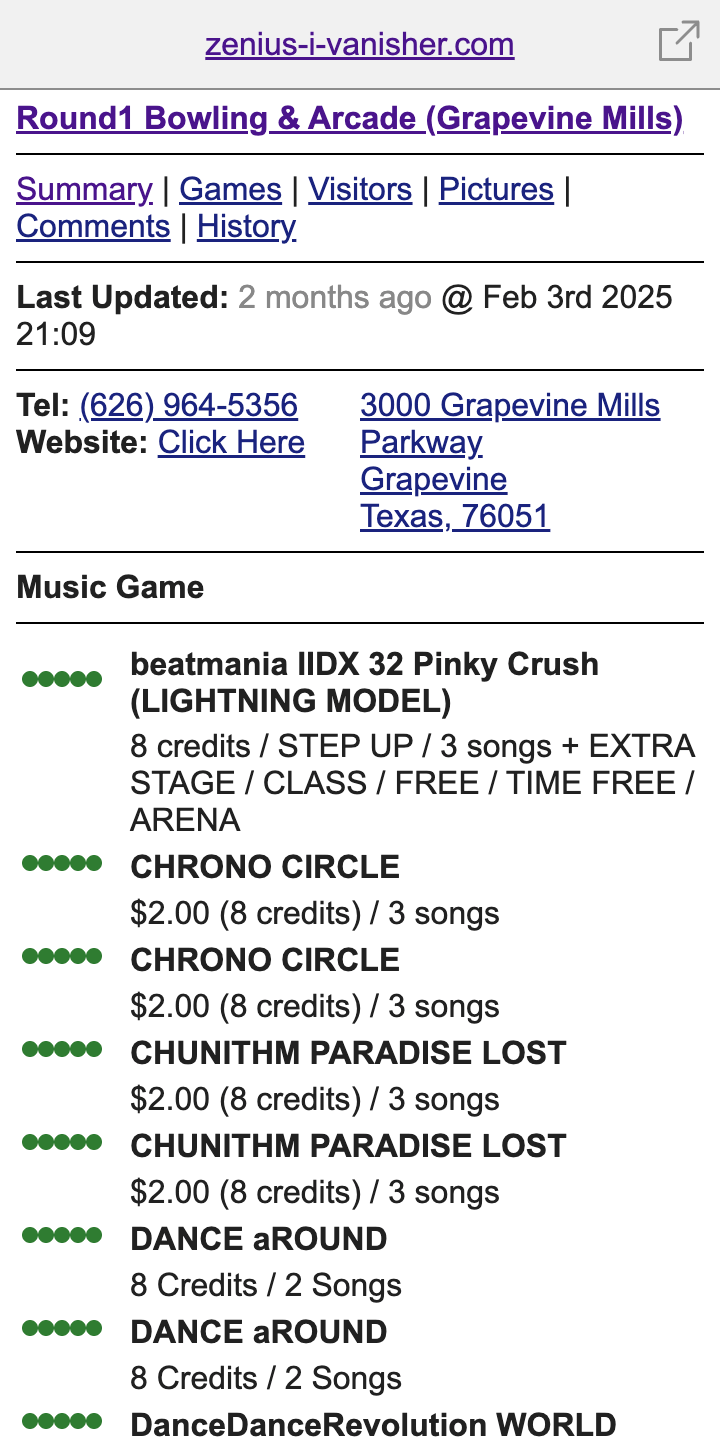 zenius-i-vanisher.com
Round1 Bowling & Arcade (Grapevine Mills)
Summary | Games | Visitors | Pictures |
Comments | History
Last Updated: 2 months ago @ Feb 3rd 2025
21:09
Tel: (626) 964-5356
Website: Click Here
3000 Grapevine Mills
Parkway
Grapevine
Texas, 76051
Music Game
beatmania IIDX 32 Pinky Crush
(LIGHTNING MODEL)
8 credits / STEP UP / 3 songs + EXTRA
STAGE / CLASS / FREE / TIME FREE /
ARENA
CHRONO CIRCLE
$2.00 (8 credits) / 3 songs
CHRONO CIRCLE
$2.00 (8 credits) / 3 songs
CHUNITHM PARADISE LOST
$2.00 (8 credits) / 3 songs
CHUNITHM PARADISE LOST
$2.00 (8 credits) / 3 songs
DANCE aROUND
8 Credits / 2 Songs
DANCE aROUND
8 Credits / 2 Songs
DanceDanceRevolution WORLD